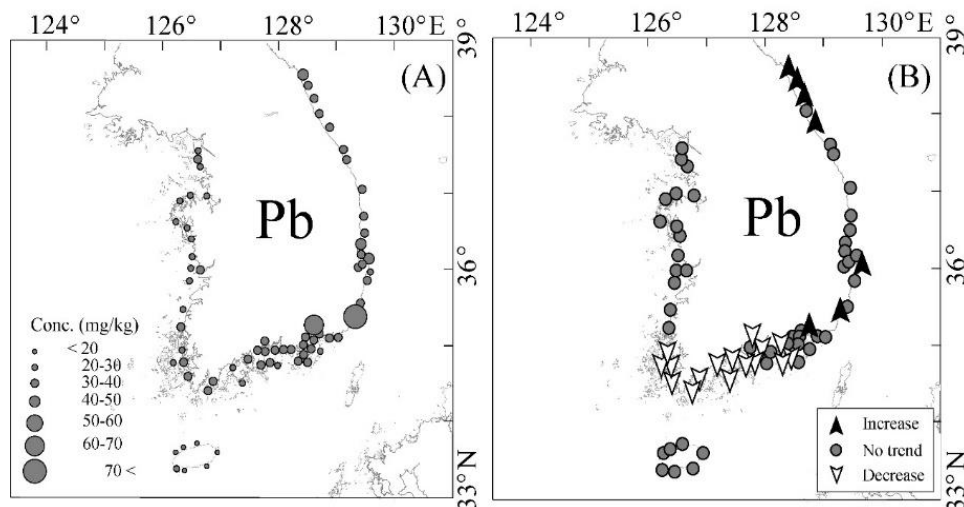 124° 126° 128° 130°E
(A)
39°
36°
33°N
Pb
Conc. (mg/kg)
< 20
20-30
30-40
40-50
50-60
60-70
70 <
124° 126° 128° 130°E
(B)
39°
36°
33°N
Pb
Increase
No trend
Decrease